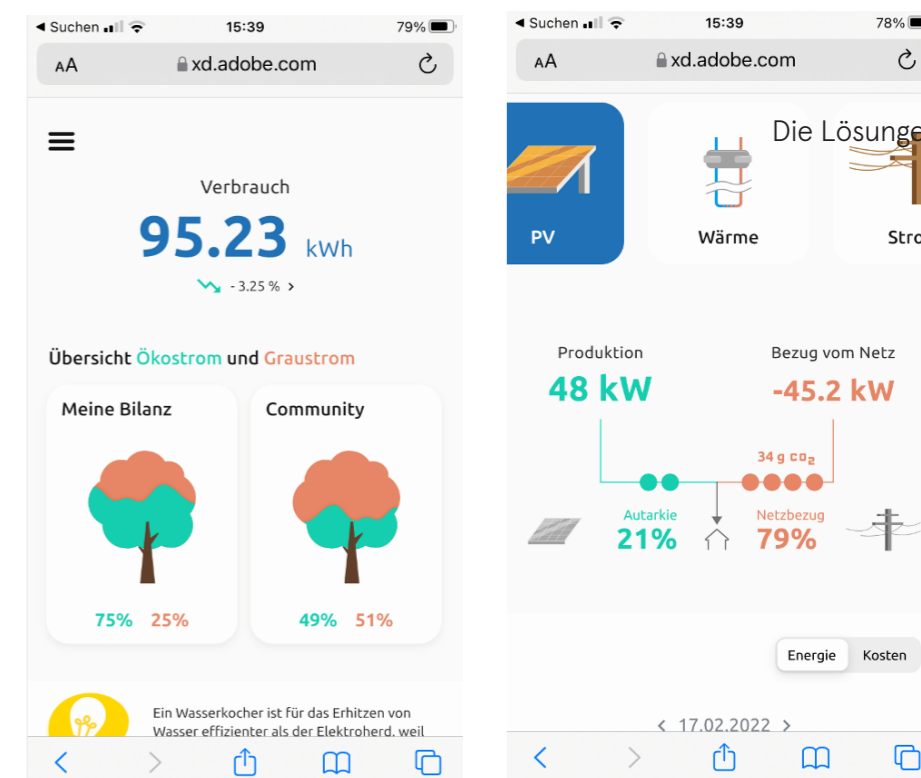 Suchen 15:39 79%
AA xd.adobe.com
Verbrauch
95.23 kWh
- 3.25 % >
Übersicht Ökostrom und Graustrom
Meine Bilanz
75% 25%
Community
49% 51%
Ein Wasserkocher ist für das Erhitzen von
Wasser effizienter als der Elektroherd, weil
Suchen 15:39 78%
AA xd.adobe.com
Die Lösunge
PV
Wärme
Stro
Produktion
48 kW
Bezug vom Netz
-45.2 kW
34 g CO₂
Autarkie
21%
Netzbezug
79%
Energie Kosten
< 17.02.2022 >